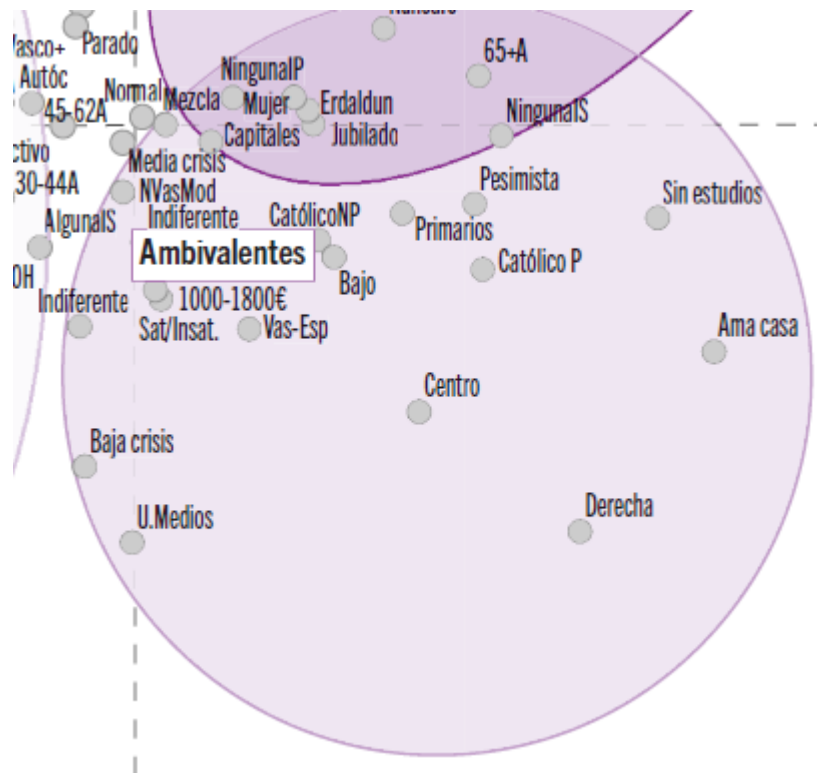 Vasco+
Parado
65+A
Autóc
NingunaIP
Normal
Mezcla
Mujer
Erdaldun
45-62A
NingunaIS
Capitales
Jubilado
ctivo
Media crisis
30-44A
NVasMod
Pesimista
Sin estudios
AlgunaIS
Indiferente
CatólicoNP
Primarios
Ambivalentes
Católico P
Bajo
Indiferente
1000-1800€
Sat/Insat.
Vas-Esp
Ama casa
Centro
Baja crisis
Derecha
U.Medios